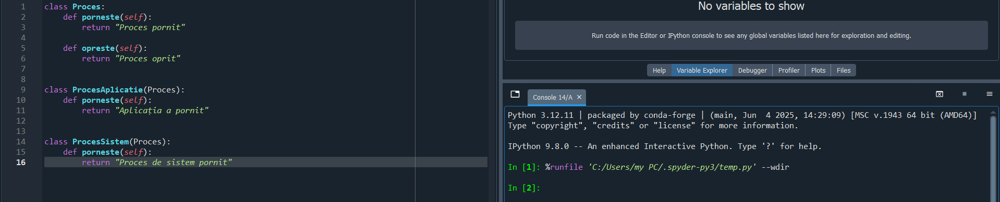 1 class Proces:
2     def porneste(self):
3         return "Proces pornit"
4
5     def opreste(self):
6         return "Proces oprit"
7
8
9 class ProcesAplicatie(Proces):
10     def porneste(self):
11         return "Aplicația a pornit"
12
13
14 class ProcesSistem(Proces):
15     def porneste(self):
16         return "Proces de sistem pornit"
No variables to show
Run code in the Editor or IPython console to see any global variables listed here for exploration and editing.
Help Variable Explorer Debugger Profiler Plots Files
Console 14/A
Python 3.12.11 | packaged by conda-forge | (main, Jun  4 2025, 14:29:09) [MSC v.1943 64 bit (AMD64)]
Type "copyright", "credits" or "license" for more information.
IPython 9.8.0 -- An enhanced Interactive Python. Type '?' for help.
In [1]: %runfile 'C:/Users/my PC/.spyder-py3/temp.py' --wdir
In [2]: